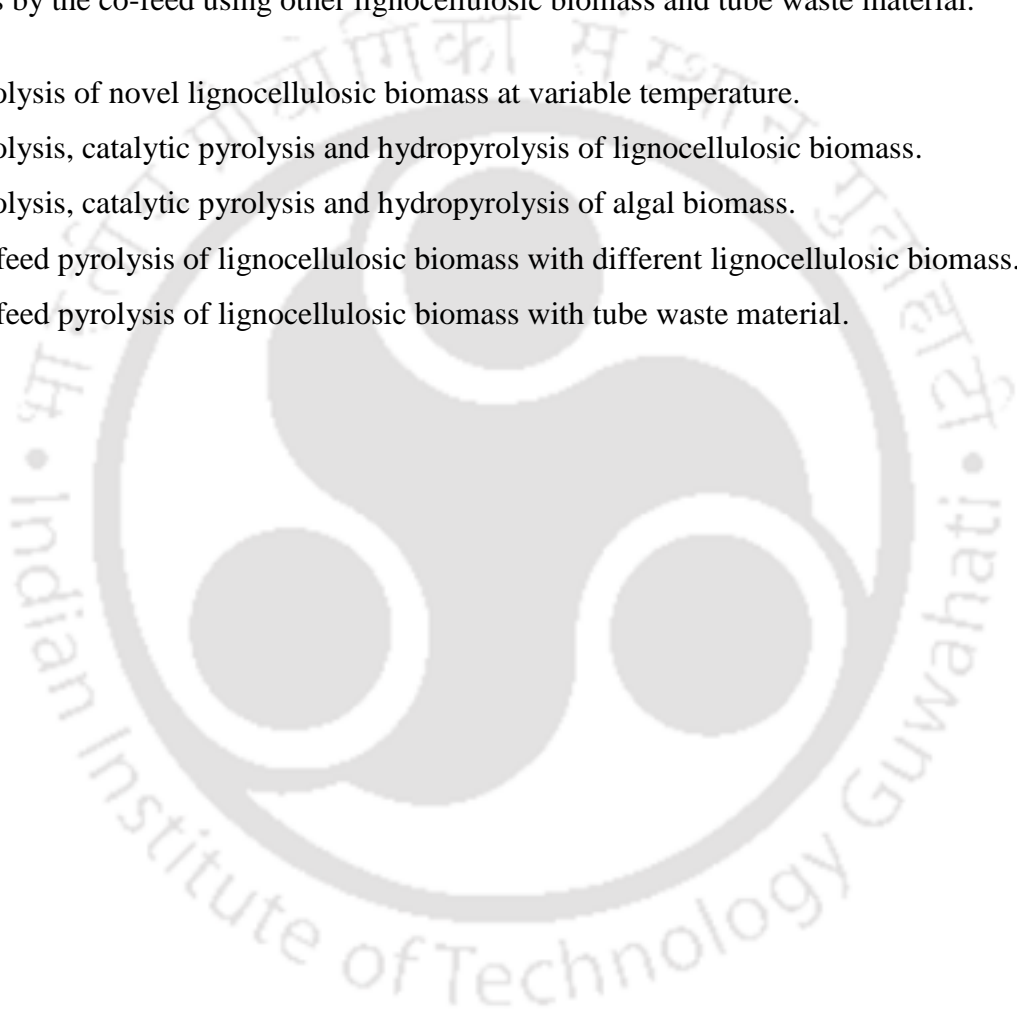 s by the co-feed using other lignocellulosic biomass and tube waste material.
olysis of novel lignocellulosic biomass at variable temperature.
olysis, catalytic pyrolysis and hydropyrolysis of lignocellulosic biomass.
olysis, catalytic pyrolysis and hydropyrolysis of algal biomass.
feed pyrolysis of lignocellulosic biomass with different lignocellulosic biomass.
feed pyrolysis of lignocellulosic biomass with tube waste material.
Indian Institute of Technology Guwahati